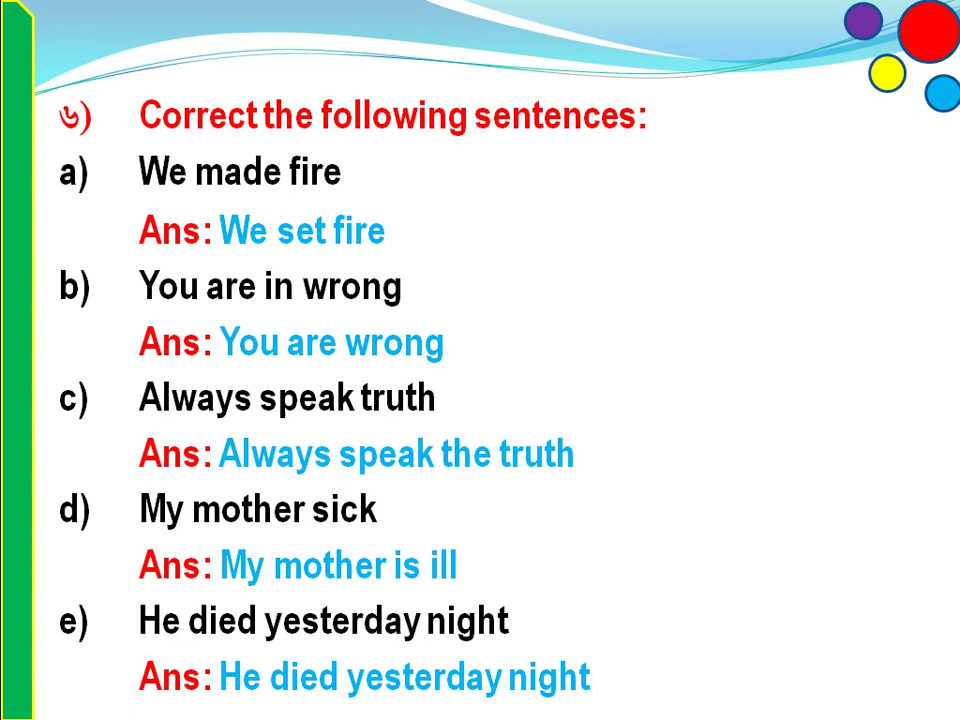 ৬) Correct the following sentences:
a) We made fire
Ans: We set fire
b) You are in wrong
Ans: You are wrong
c) Always speak truth
Ans: Always speak the truth
d) My mother sick
Ans: My mother is ill
e) He died yesterday night
Ans: He died yesterday night